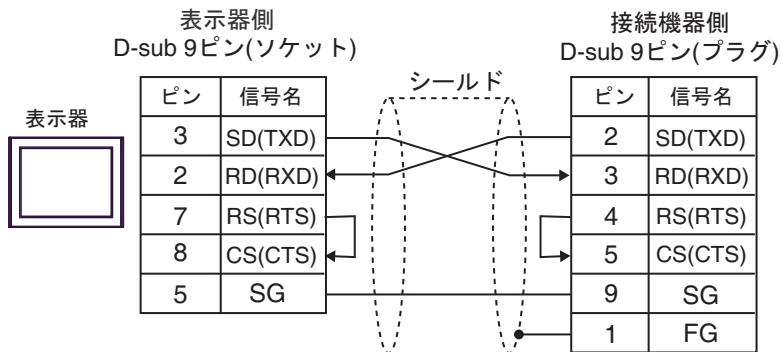 表示器側
D-sub 9ピン(ソケット)
接続機器側
D-sub 9ピン(プラグ)
シールド
表示器
ピン 信号名
3 SD(TXD)
2 RD(RXD)
7 RS(RTS)
8 CS(CTS)
5 SG
ピン 信号名
2 SD(TXD)
3 RD(RXD)
4 RS(RTS)
5 CS(CTS)
9 SG
1 FG